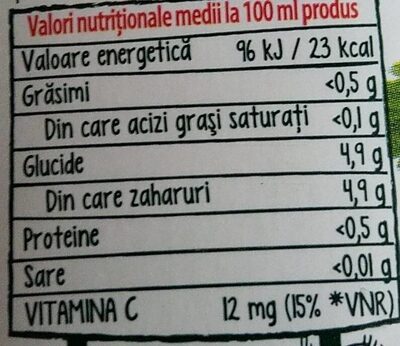 Valori nutriționale medii la 100 ml produs
Valoare energetică 96 kJ / 23 kcal
Grăsimi <0,5 g
Din care acizi grași saturați <0,1 g
Glucide 4,9 g
Din care zaharuri 4,9 g
Proteine <0,5 g
Sare <0,01 g
VITAMINA C 12 mg (15% *VNR)